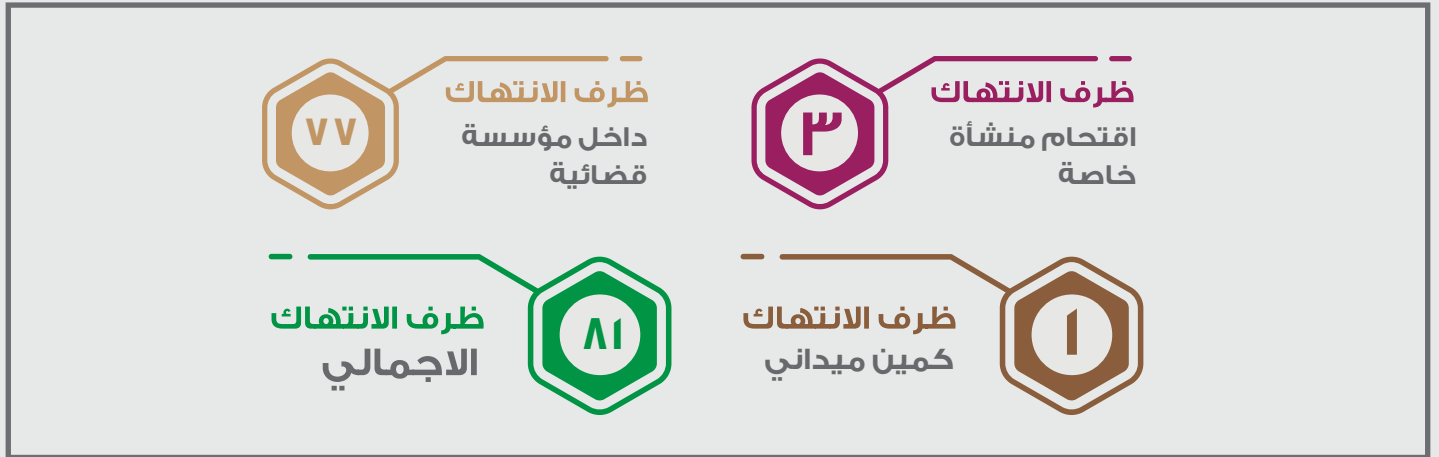 ظرف الانتهاك
اقتحام منشأة
خاصة
٣
ظرف الانتهاك
داخل مؤسسة
قضائية
٧٧
١
ظرف الانتهاك
كمين ميداني
٨١
ظرف الانتهاك
الاجمالي